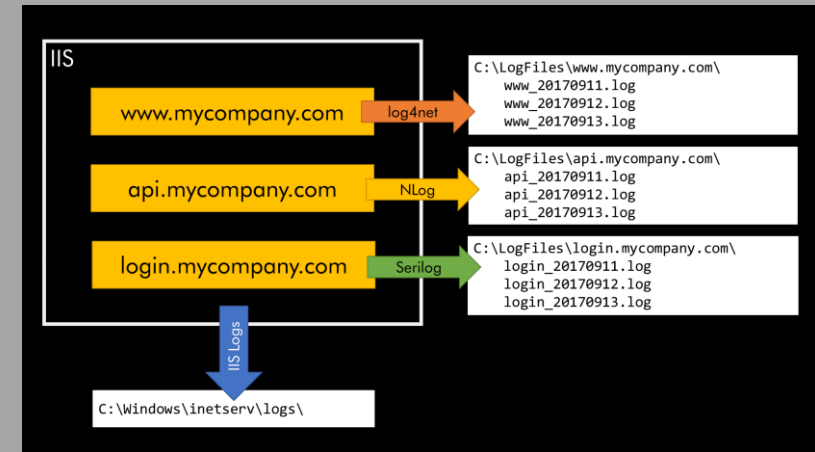 IIS
www.mycompany.com
log4net
C:\LogFiles\www.mycompany.com\
www_20170911.log
www_20170912.log
www_20170913.log
api.mycompany.com
NLog
C:\LogFiles\api.mycompany.com\
api_20170911.log
api_20170912.log
api_20170913.log
login.mycompany.com
Serilog
C:\LogFiles\login.mycompany.com\
login_20170911.log
login_20170912.log
login_20170913.log
IIS Logs
C:\Windows\inetserv\logs\